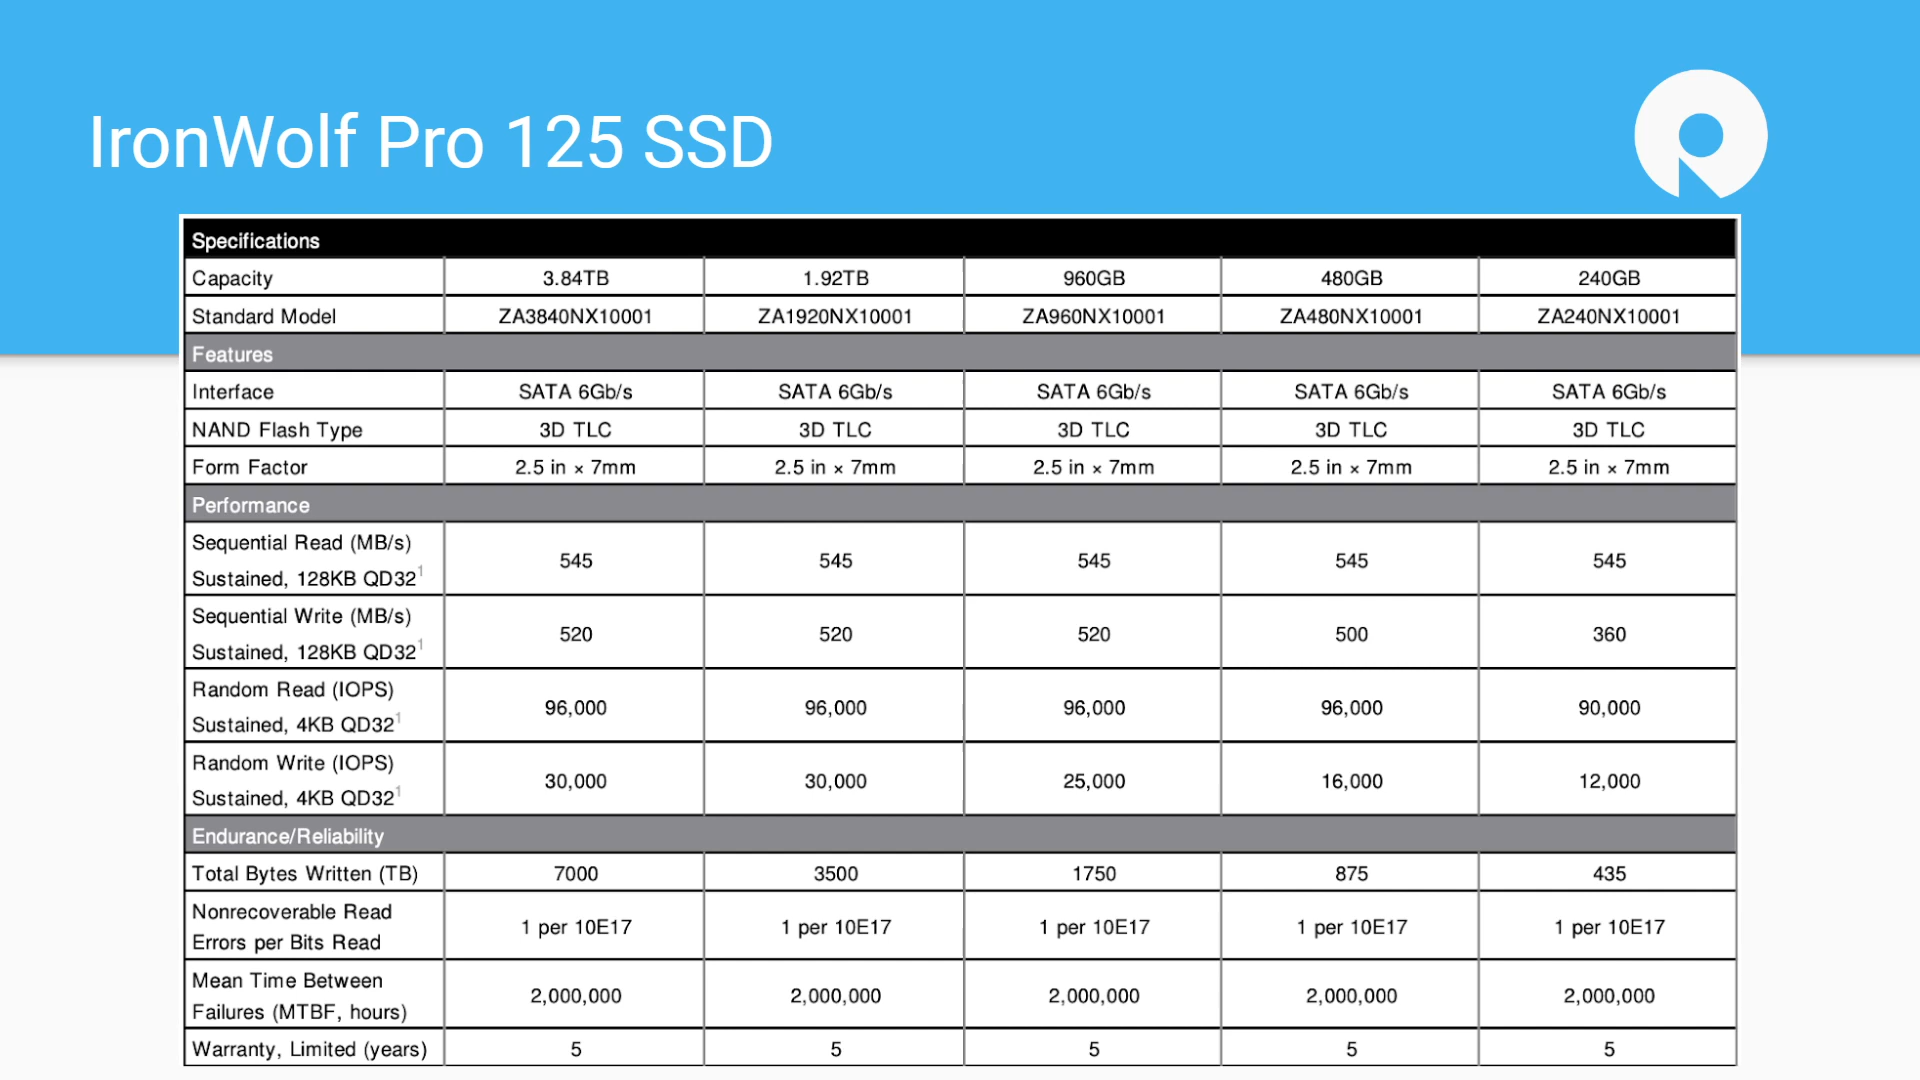 IronWolf Pro 125 SSD
Specifications
Capacity 3.84TB 1.92TB 960GB 480GB 240GB
Standard Model ZA3840NX10001 ZA1920NX10001 ZA960NX10001 ZA480NX10001 ZA240NX10001
Features
Interface SATA 6Gb/s SATA 6Gb/s SATA 6Gb/s SATA 6Gb/s SATA 6Gb/s
NAND Flash Type 3D TLC 3D TLC 3D TLC 3D TLC 3D TLC
Form Factor 2.5 in × 7mm 2.5 in × 7mm 2.5 in × 7mm 2.5 in × 7mm 2.5 in × 7mm
Performance
Sequential Read (MB/s)
Sustained, 128KB QD32¹ 545 545 545 545 545
Sequential Write (MB/s)
Sustained, 128KB QD32¹ 520 520 520 500 360
Random Read (IOPS)
Sustained, 4KB QD32¹ 96,000 96,000 96,000 96,000 90,000
Random Write (IOPS)
Sustained, 4KB QD32¹ 30,000 30,000 25,000 16,000 12,000
Endurance/Reliability
Total Bytes Written (TB) 7000 3500 1750 875 435
Nonrecoverable Read
Errors per Bits Read 1 per 10E17 1 per 10E17 1 per 10E17 1 per 10E17 1 per 10E17
Mean Time Between
Failures (MTBF, hours) 2,000,000 2,000,000 2,000,000 2,000,000 2,000,000
Warranty, Limited (years) 5 5 5 5 5